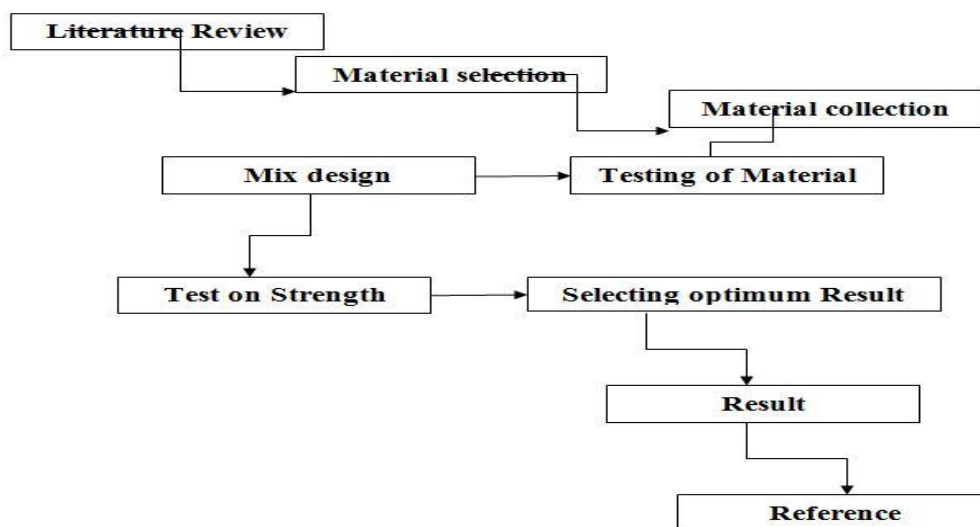 Literature Review
Material selection
Material collection
Mix design
Testing of Material
Test on Strength
Selecting optimum Result
Result
Reference